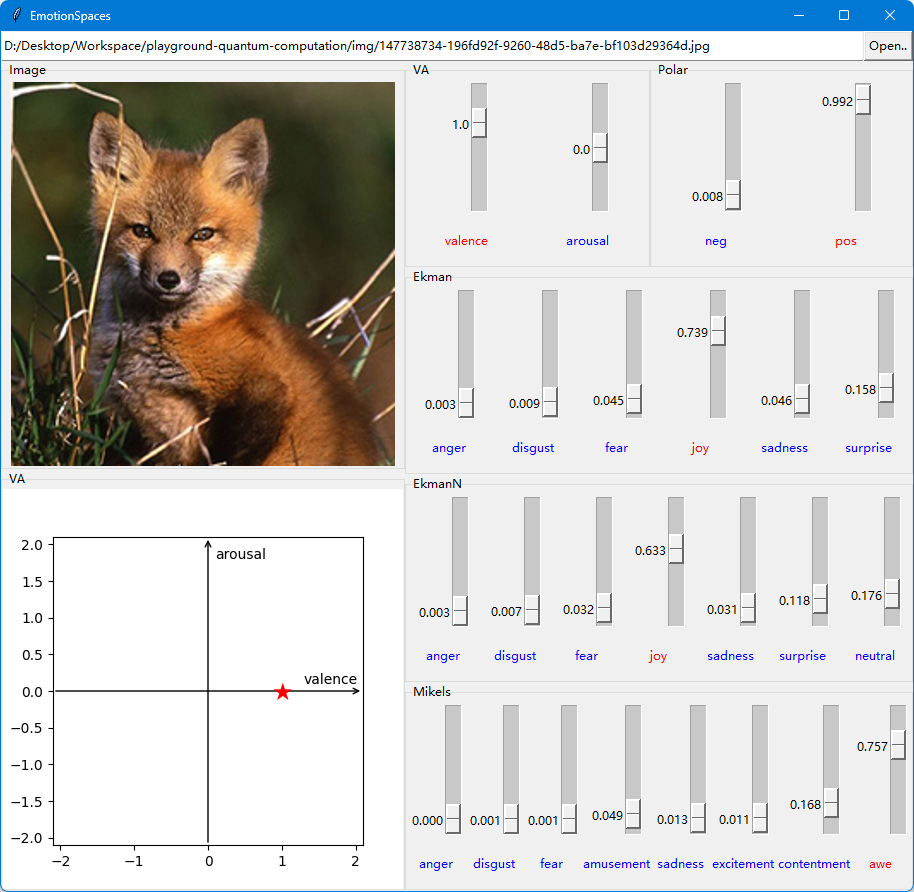 EmotionSpaces
D:/Desktop/Workspace/playground-quantum-computation/img/147738734-196fd92f-9260-48d5-ba7e-bf103d29364d.jpg Open..
Image
VA
1.0 0.0
valence arousal
Polar
0.008 0.992
neg pos
Ekman
0.003 0.009 0.045 0.739 0.046 0.158
anger disgust fear joy sadness surprise
EkmanN
0.003 0.007 0.032 0.633 0.031 0.118 0.176
anger disgust fear joy sadness surprise neutral
Mikels
0.000 0.001 0.001 0.049 0.013 0.011 0.168 0.757
anger disgust fear amusement sadness excitement contentment awe
VA
arousal
valence
2.0
1.5
1.0
0.5
0.0
−0.5
−1.0
−1.5
−2.0
−2 −1 0 1 2